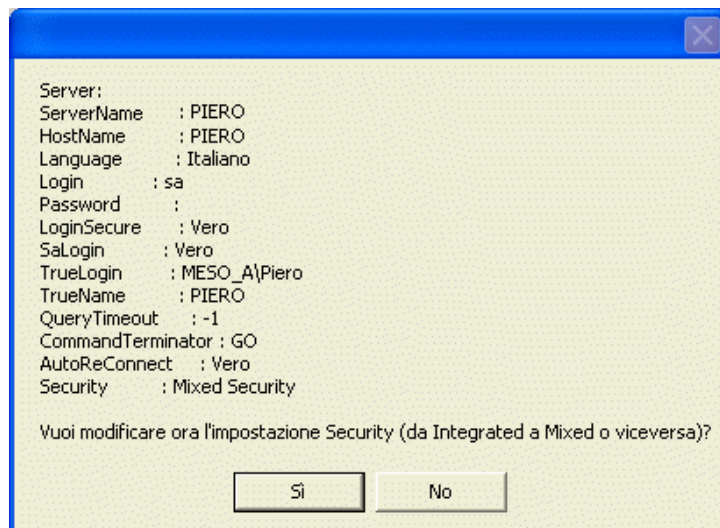 Server:
ServerName : PIERO
HostName : PIERO
Language : Italiano
Login : sa
Password :
LoginSecure : Vero
SaLogin : Vero
TrueLogin : MESO_A\Piero
TrueName : PIERO
QueryTimeout : -1
CommandTerminator : GO
AutoReConnect : Vero
Security : Mixed Security
Vuoi modificare ora l'impostazione Security (da Integrated a Mixed o viceversa)?
Sì No